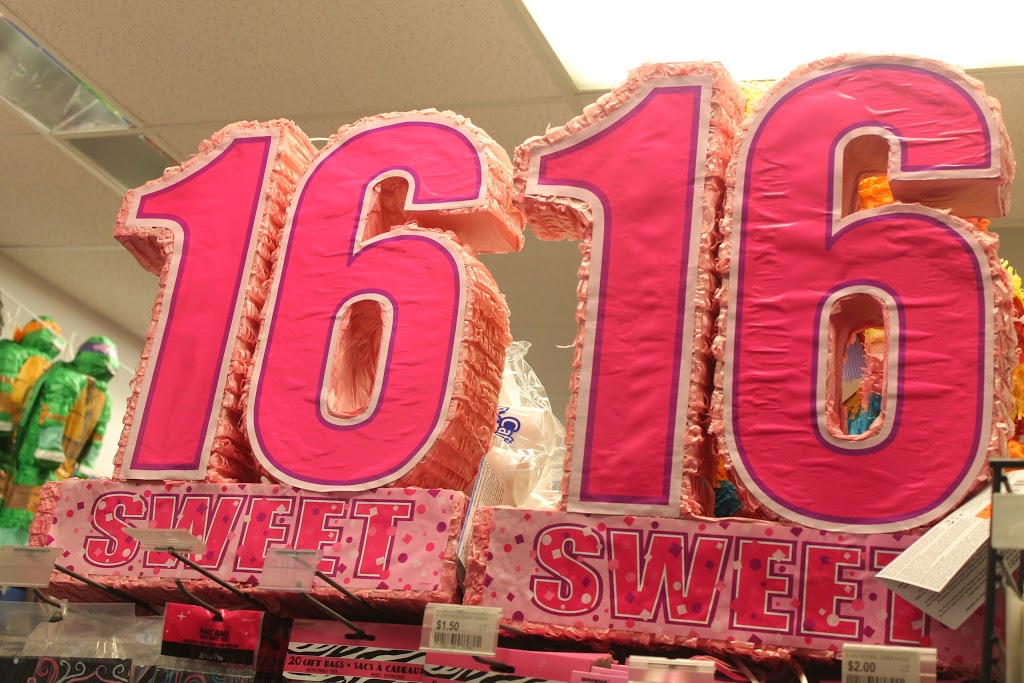 16
SWEET
16
SWEET
$1.50
$2.00
20 GIFT BAGS • SACS À CADEAUX